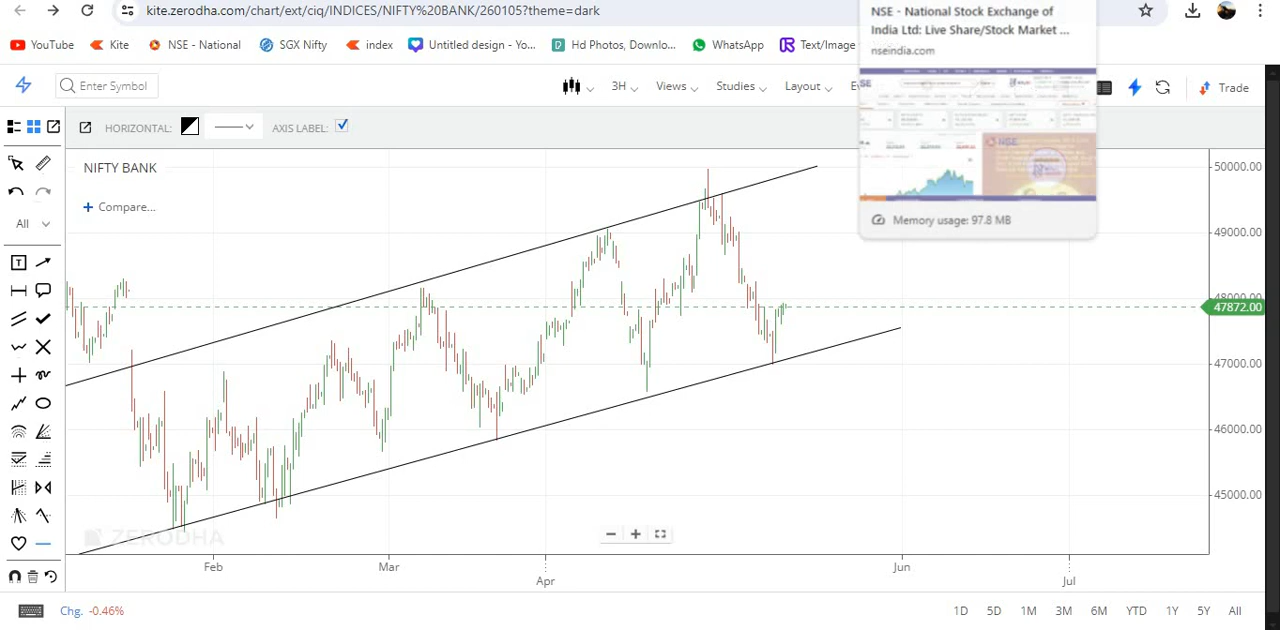 kite.zerodha.com/chart/ext/ciq/INDICES/NIFTY%20BANK/260105?theme=dark
NSE - National Stock Exchange of
India Ltd: Live Share/Stock Market ...
nseindia.com
YouTube
Kite
NSE - National
SGX Nifty
index
Untitled design - Yo...
Hd Photos, Downlo...
WhatsApp
Text/Image
Enter Symbol
3H
Views
Studies
Layout
Trade
NSE
Memory usage: 97.8 MB
HORIZONTAL:
AXIS LABEL:
NIFTY BANK
+ Compare...
All
T
50000.00
49000.00
48000.00
47872.00
47000.00
46000.00
45000.00
ZERODHA
Feb
Mar
Apr
Jun
Jul
Chg. -0.46%
1D
5D
1M
3M
6M
YTD
1Y
5Y
All